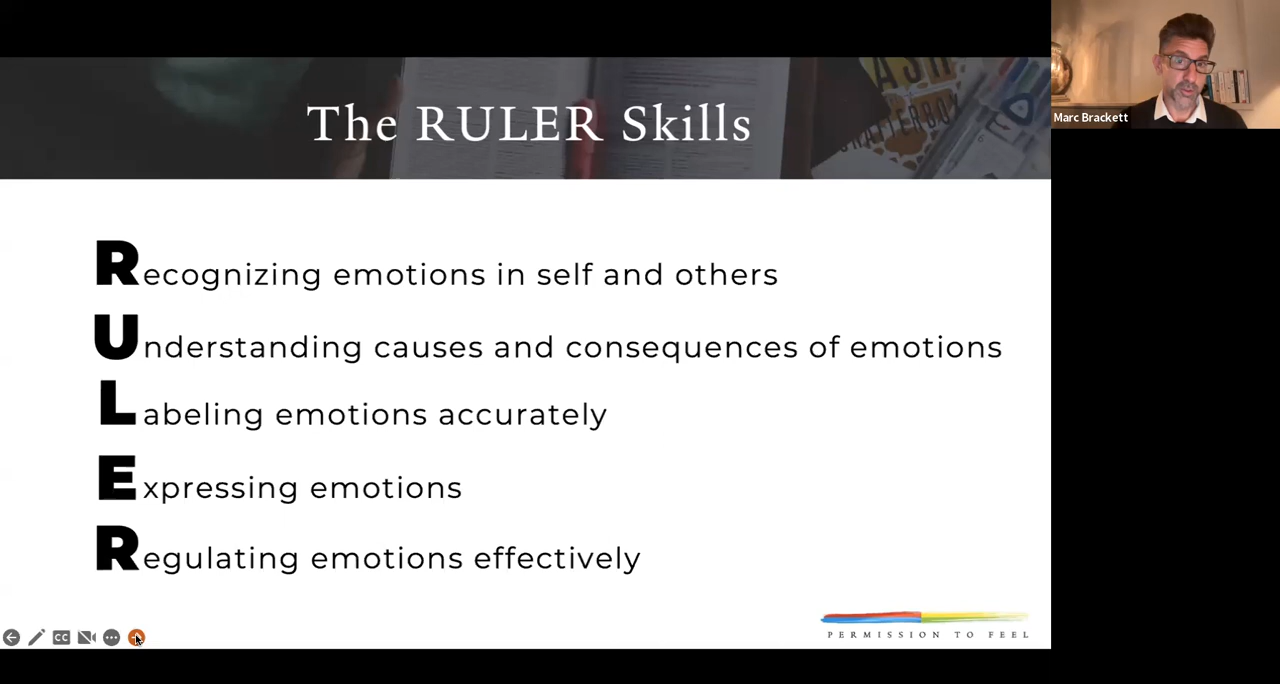 The RULER Skills
Recognizing emotions in self and others
Understanding causes and consequences of emotions
Labeling emotions accurately
Expressing emotions
Regulating emotions effectively
PERMISSION TO FEEL
CC
Marc Brackett